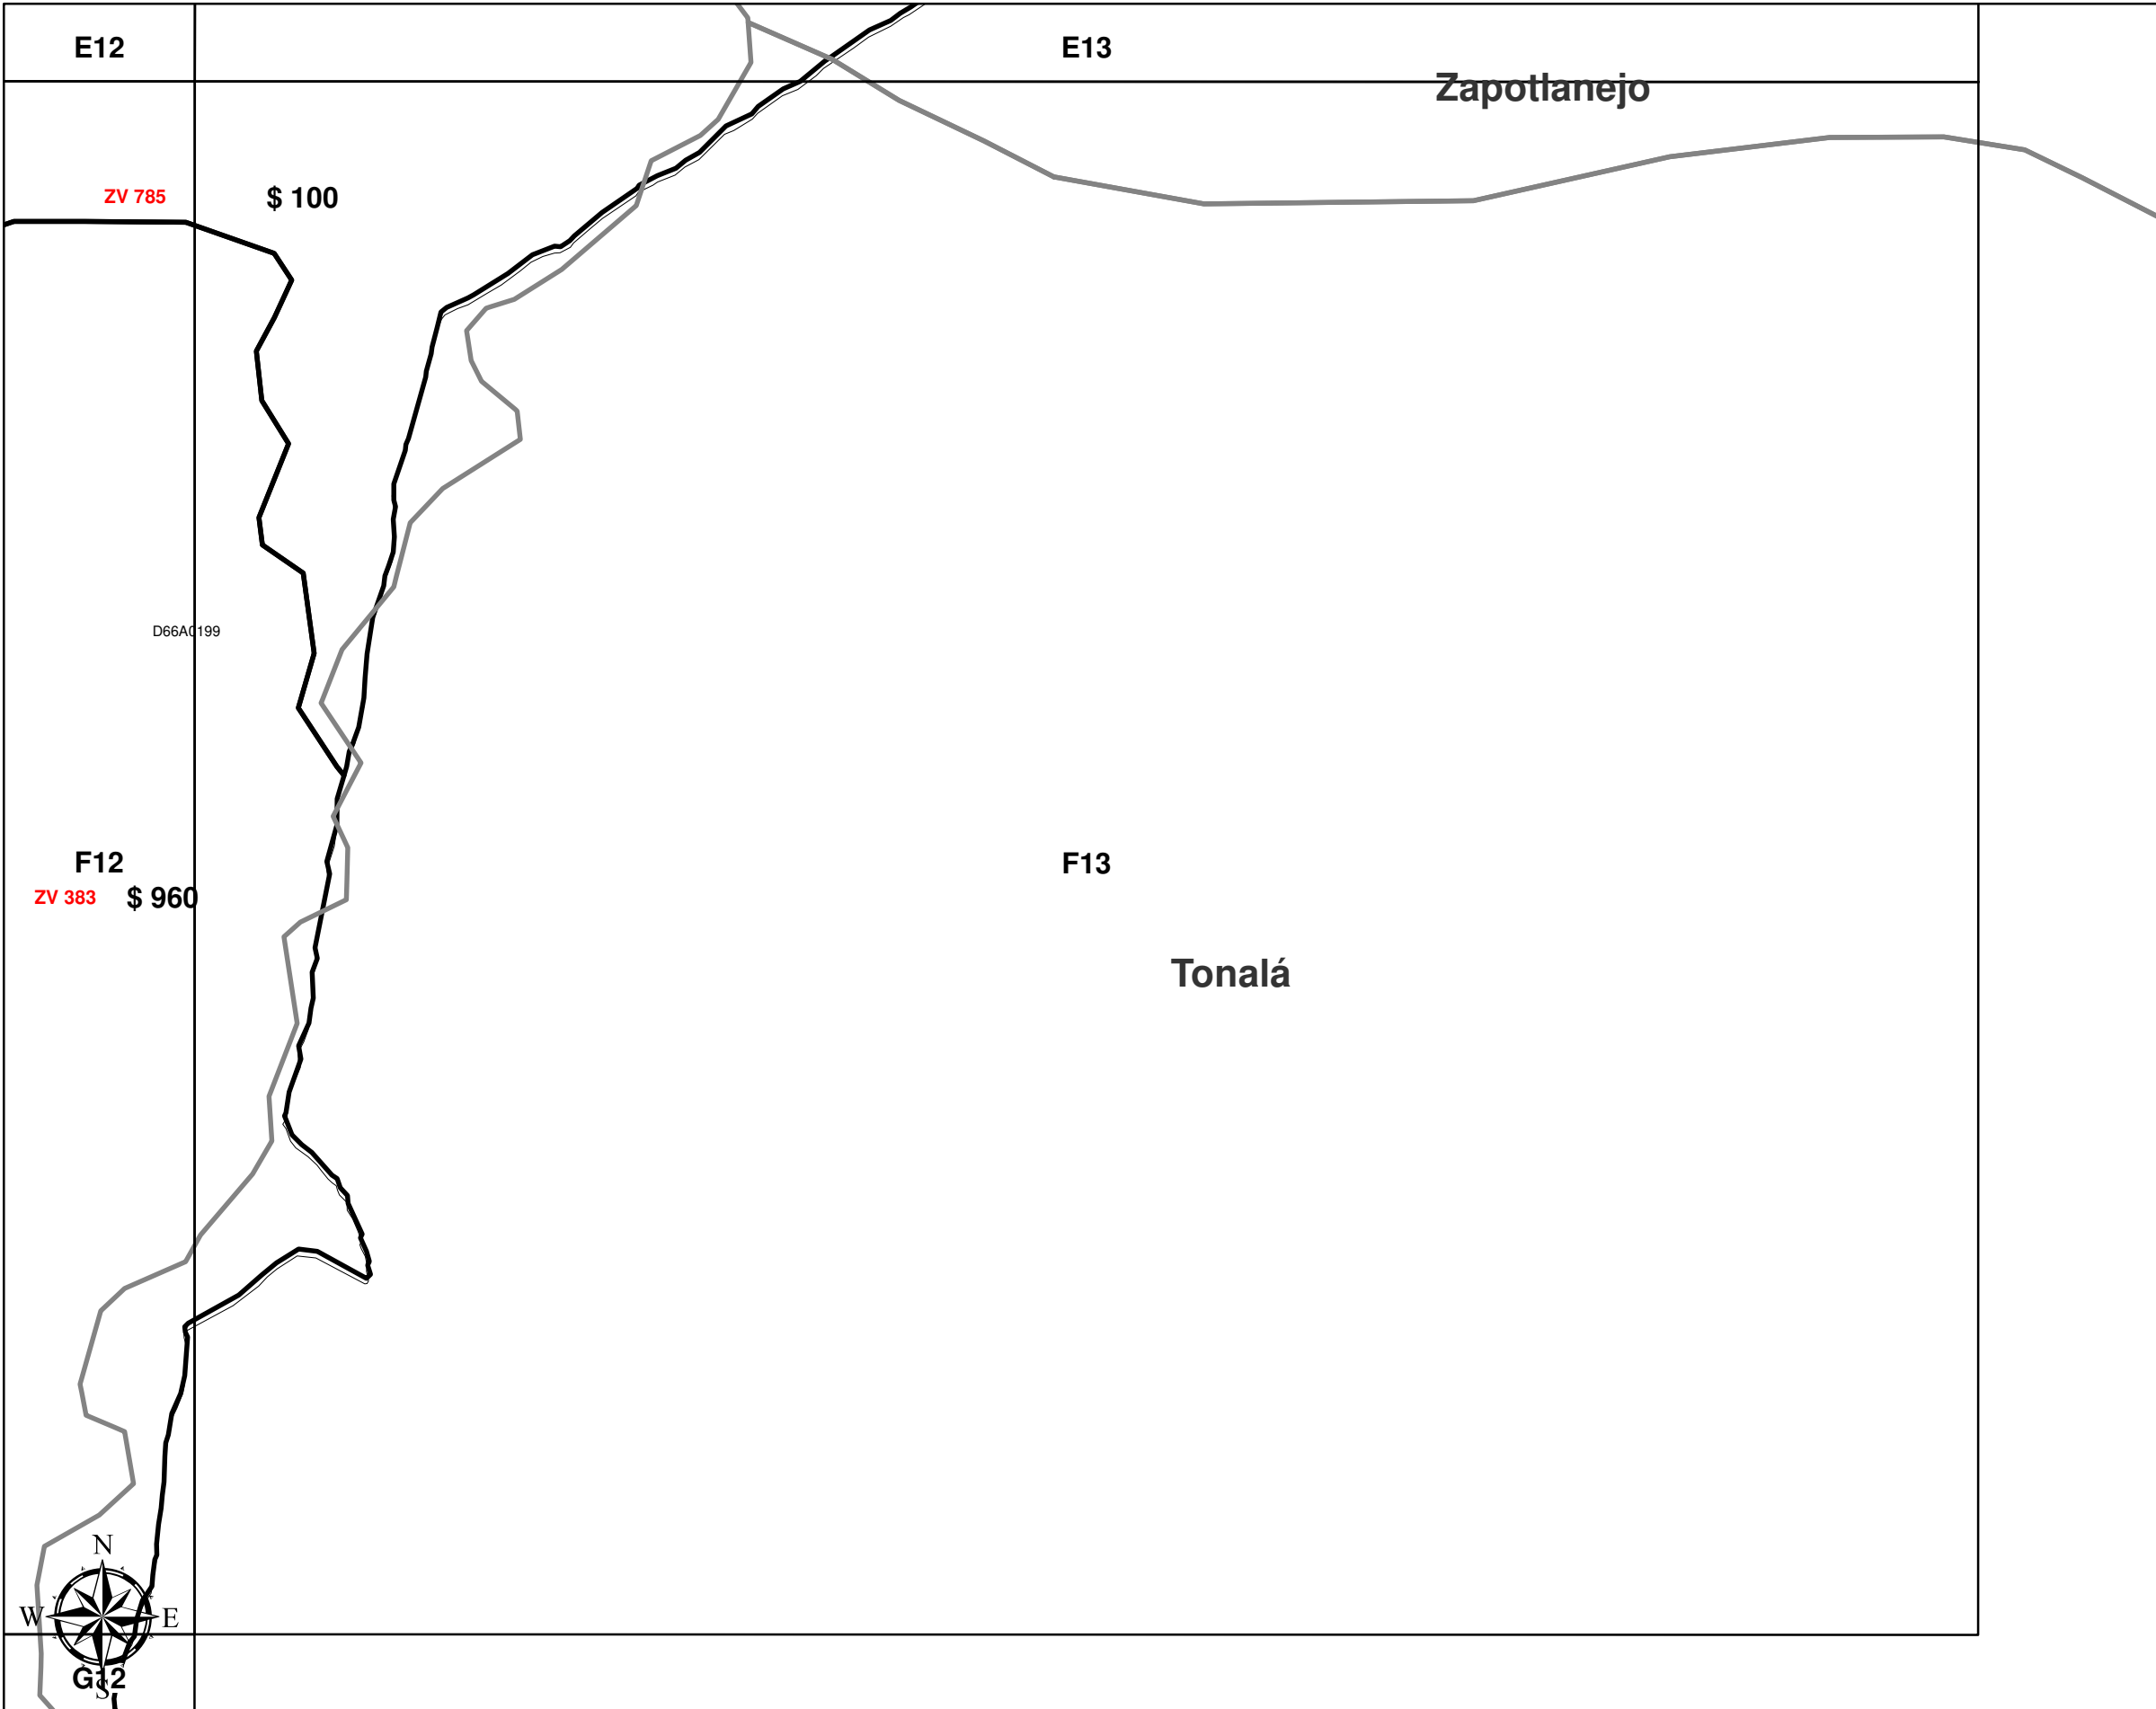 E12
E13
Zapotlanejo
ZV 785
$ 100
D66A0199
F12
F13
ZV 383
$ 960
Tonalá
N
W
E
G12
S